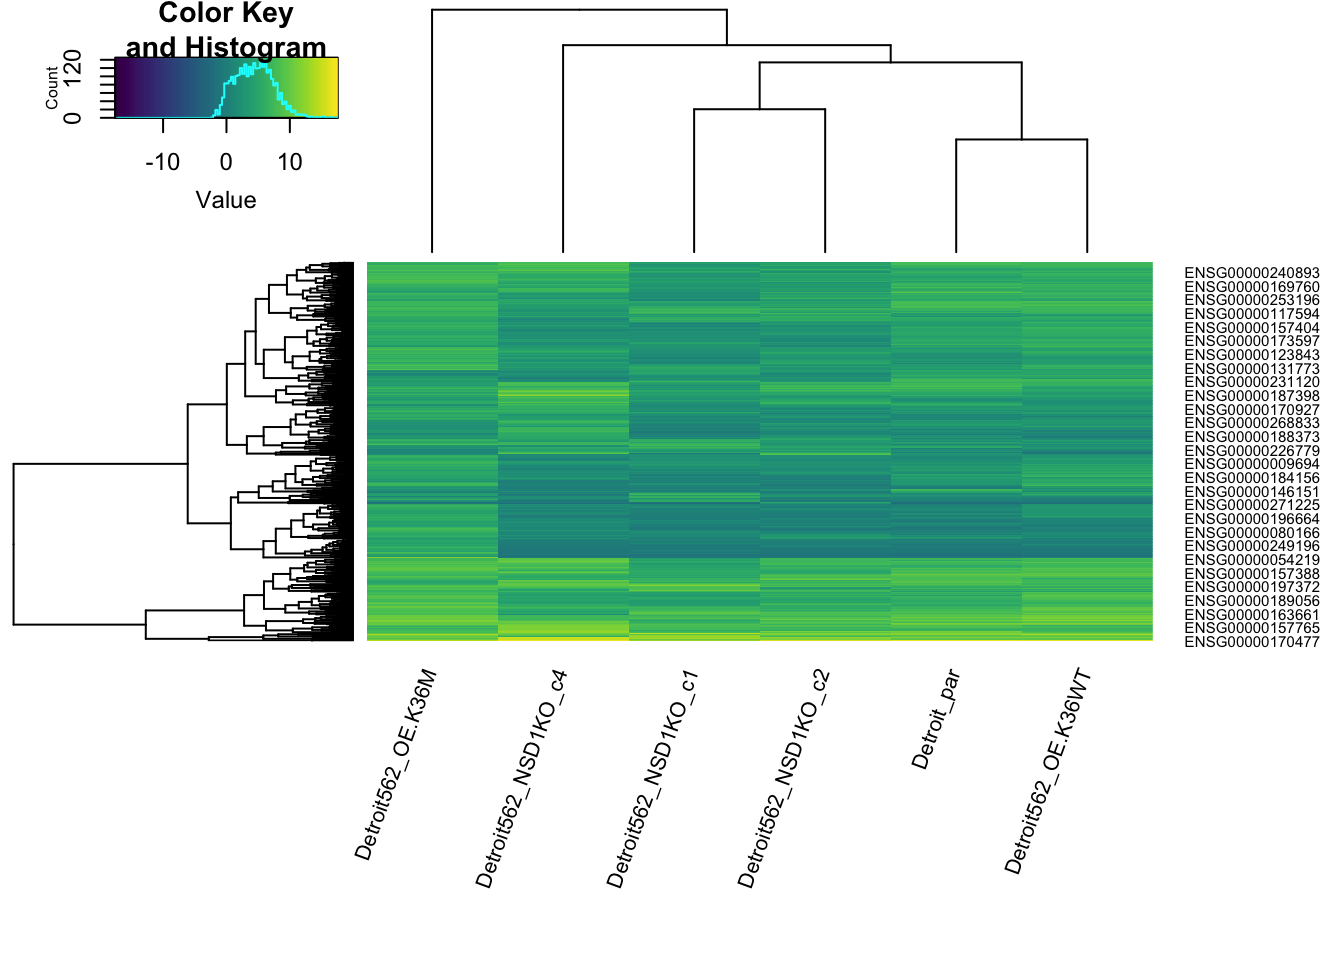 Color Key
and Histogram
Count
0 120
-10 0 10
Value
ENSG00000240893
ENSG00000169760
ENSG00000253196
ENSG00000117594
ENSG00000157404
ENSG00000173597
ENSG00000123843
ENSG00000131773
ENSG00000231120
ENSG00000187398
ENSG00000170927
ENSG00000268833
ENSG00000188373
ENSG00000226779
ENSG00000009694
ENSG00000184156
ENSG00000146151
ENSG00000271225
ENSG00000196664
ENSG00000080166
ENSG00000249196
ENSG00000054219
ENSG00000157388
ENSG00000197372
ENSG00000189056
ENSG00000163661
ENSG00000157765
ENSG00000170477
Detroit562_OE.K36M
Detroit562_NSD1KO_c4
Detroit562_NSD1KO_c1
Detroit562_NSD1KO_c2
Detroit_par
Detroit562_OE.K36WT